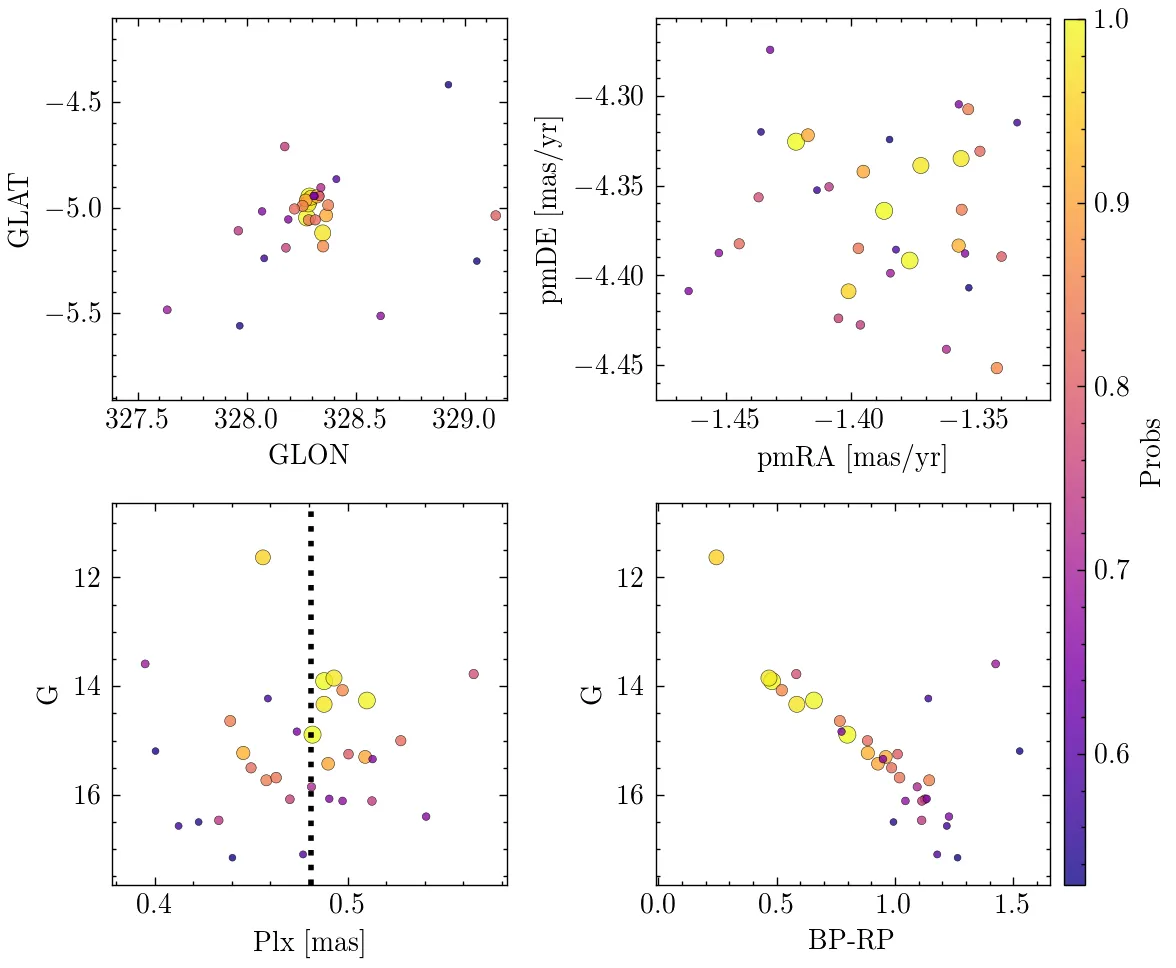 −4.5
−5.0
−5.5
GLAT
327.5 328.0 328.5 329.0
GLON
−4.30
−4.35
−4.40
−4.45
pmDE [mas/yr]
−1.45 −1.40 −1.35
pmRA [mas/yr]
1.0
0.9
0.8
0.7
0.6
Probs
12
14
16
G
0.4 0.5
Plx [mas]
12
14
16
G
0.0 0.5 1.0 1.5
BP-RP